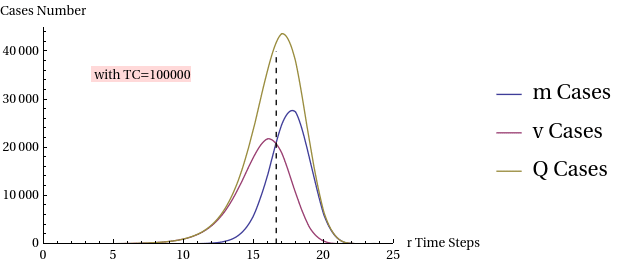 Cases Number
40 000
30 000
20 000
10 000
0
with TC=100000
0 5 10 15 20 25
r Time Steps
m Cases
v Cases
Q Cases